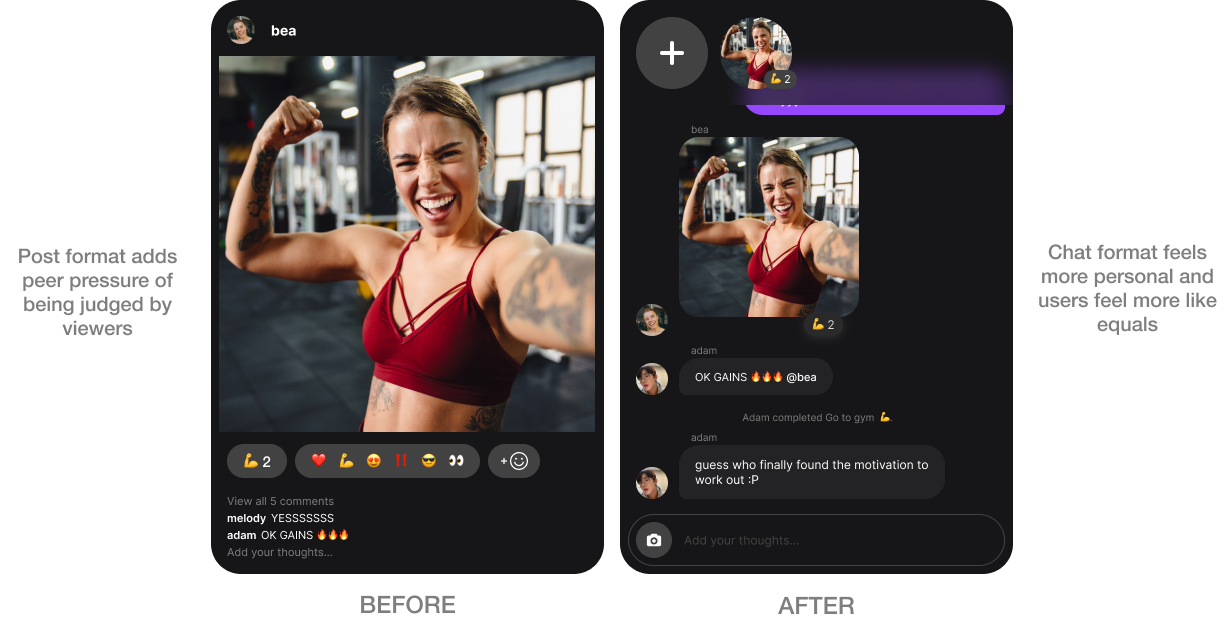 Post format adds
peer pressure of
being judged by
viewers
bea
💪 2
❤️ 💪 😍 ‼️ 😎 👀
+
View all 5 comments
melody YESSSSSSS
adam OK GAINS 🔥🔥🔥
Add your thoughts...
BEFORE
+
💪 2
bea
💪 2
adam
OK GAINS 🔥🔥🔥 @bea
Adam completed Go to gym 💪.
adam
guess who finally found the motivation to
work out :P
Add your thoughts...
AFTER
Chat format feels
more personal and
users feel more like
equals